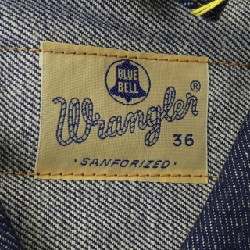 BLUE
BELL
Wrangler®
36
·SANFORIZED·